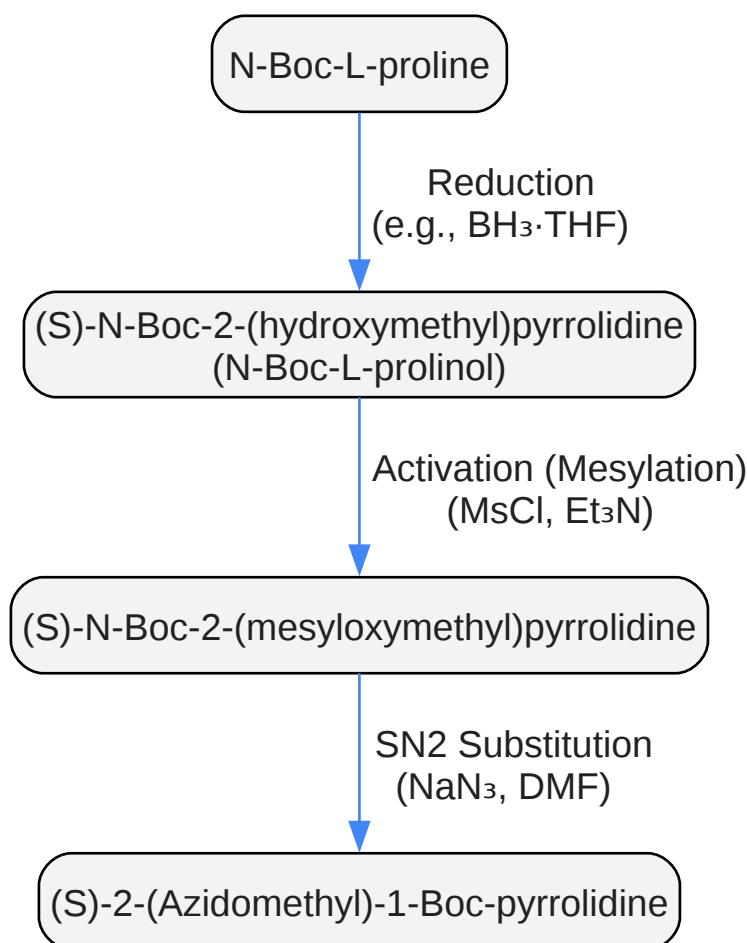 N-Boc-L-proline
Reduction
(e.g., BH₃·THF)
(S)-N-Boc-2-(hydroxymethyl)pyrrolidine
(N-Boc-L-prolinol)
Activation (Mesylation)
(MsCl, Et₃N)
(S)-N-Boc-2-(mesyloxymethyl)pyrrolidine
SN2 Substitution
(NaN₃, DMF)
(S)-2-(Azidomethyl)-1-Boc-pyrrolidine